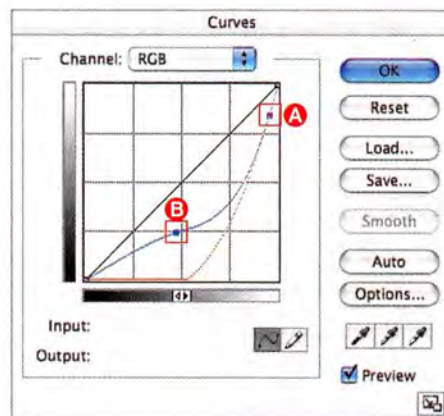 Curves
Channel: RGB
A
B
Input:
Output:
OK
Reset
Load...
Save...
Smooth
Auto
Options...
Preview